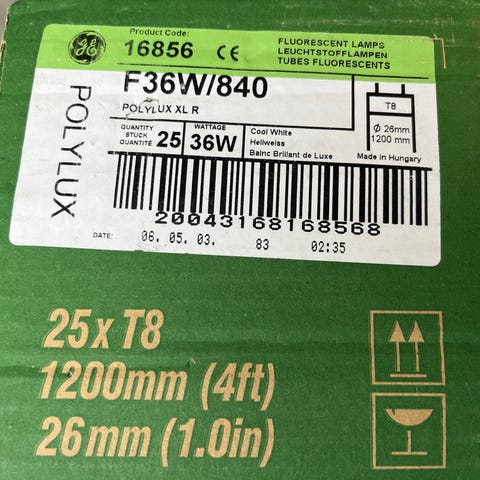 Product Code:
GE 16856 CE
FLUORESCENT LAMPS
LEUCHTSTOFFLAMPEN
TUBES FLUORESCENTS
F36W/840
POLYLUX XL R
T8
Ø 26mm
1200 mm
QUANTITY
STUCK
QUANTITÉ
25
WATTAGE
36W
Cool White
Hellweiss
Bainc Brillant de Luxe
Made in Hungary
POLYLUX
20043168168568
DATE: 06. 05. 03. 83 02:35
25 x T8
1200mm (4ft)
26mm (1.0in)